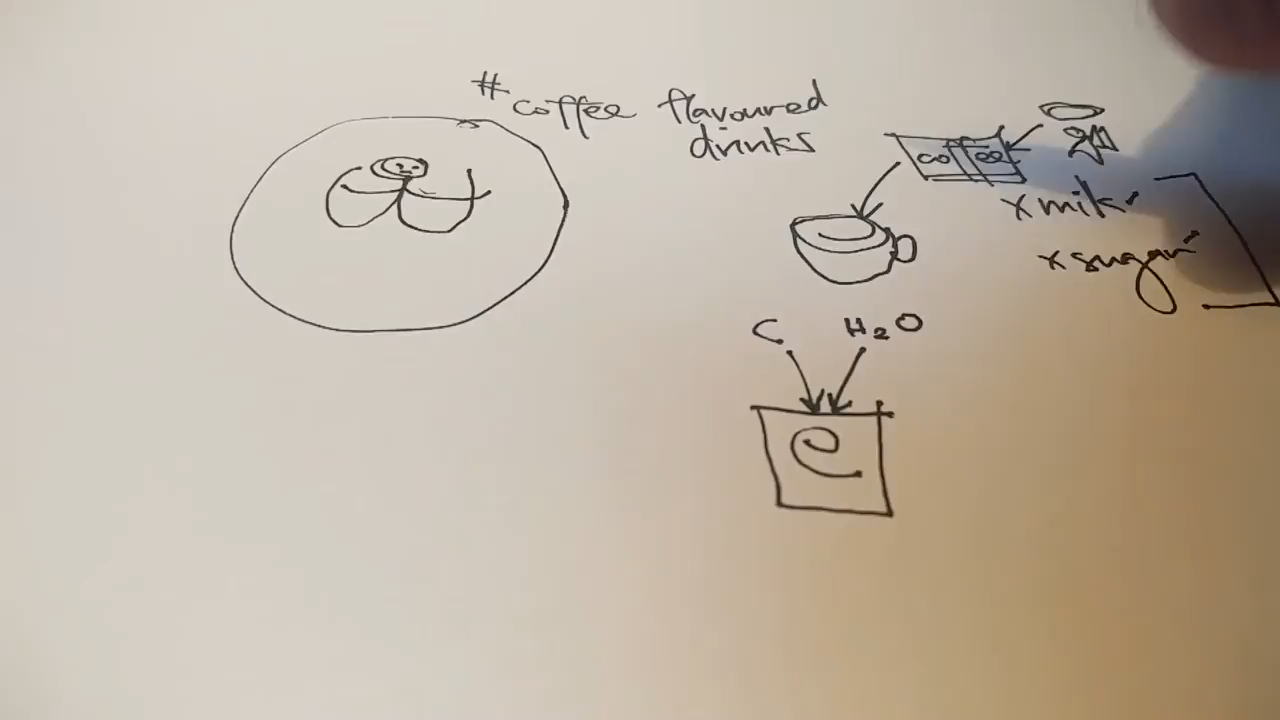 # coffee flavoured
drinks
coffee
x milk
x sugar
C H2O
e